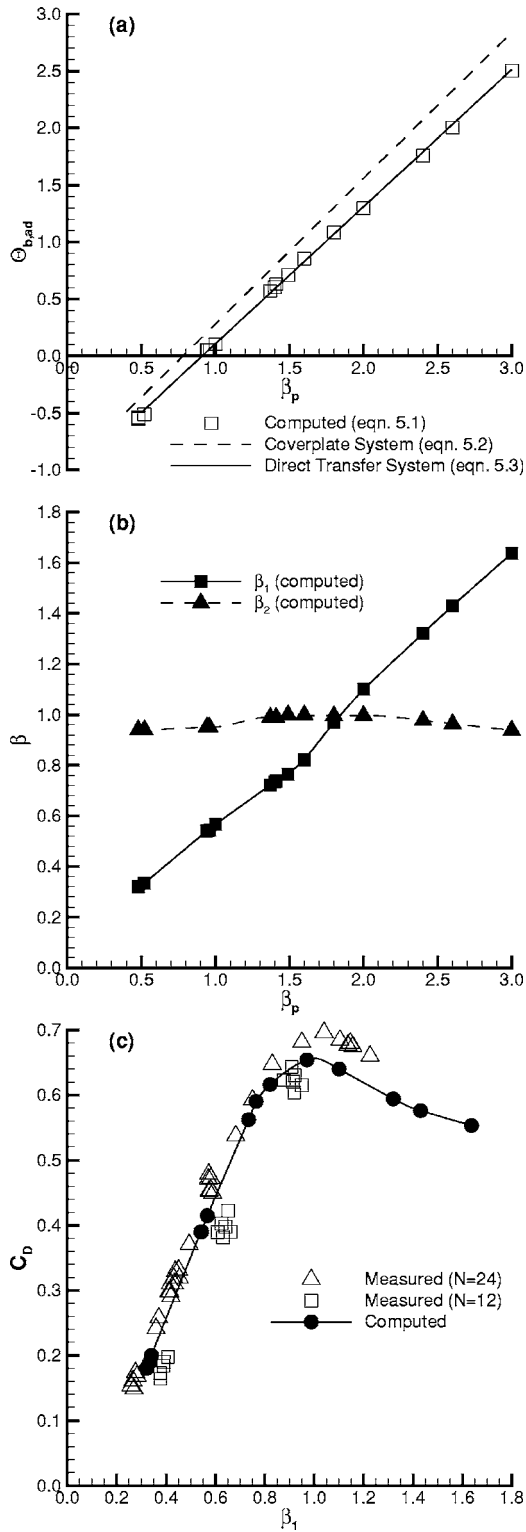 (a)
2.5
2.0
1.5
1.0
0.5
0.0
-0.5
-1.0
Θb,ad
0.5 1.0 1.5 2.0 2.5 3.0
βp
Computed (eqn. 5.1)
Coverplate System (eqn. 5.2)
Direct Transfer System (eqn. 5.3)
(b)
1.8
1.6
1.4
1.2
1.0
0.8
0.6
0.4
0.2
0.0
β
β1 (computed)
β2 (computed)
0.5 1.0 1.5 2.0 2.5 3.0
βp
(c)
0.7
0.6
0.5
0.4
0.3
0.2
0.1
0.0
CD
Measured (N=24)
Measured (N=12)
Computed
0.0 0.2 0.4 0.6 0.8 1.0 1.2 1.4 1.6 1.8
β1